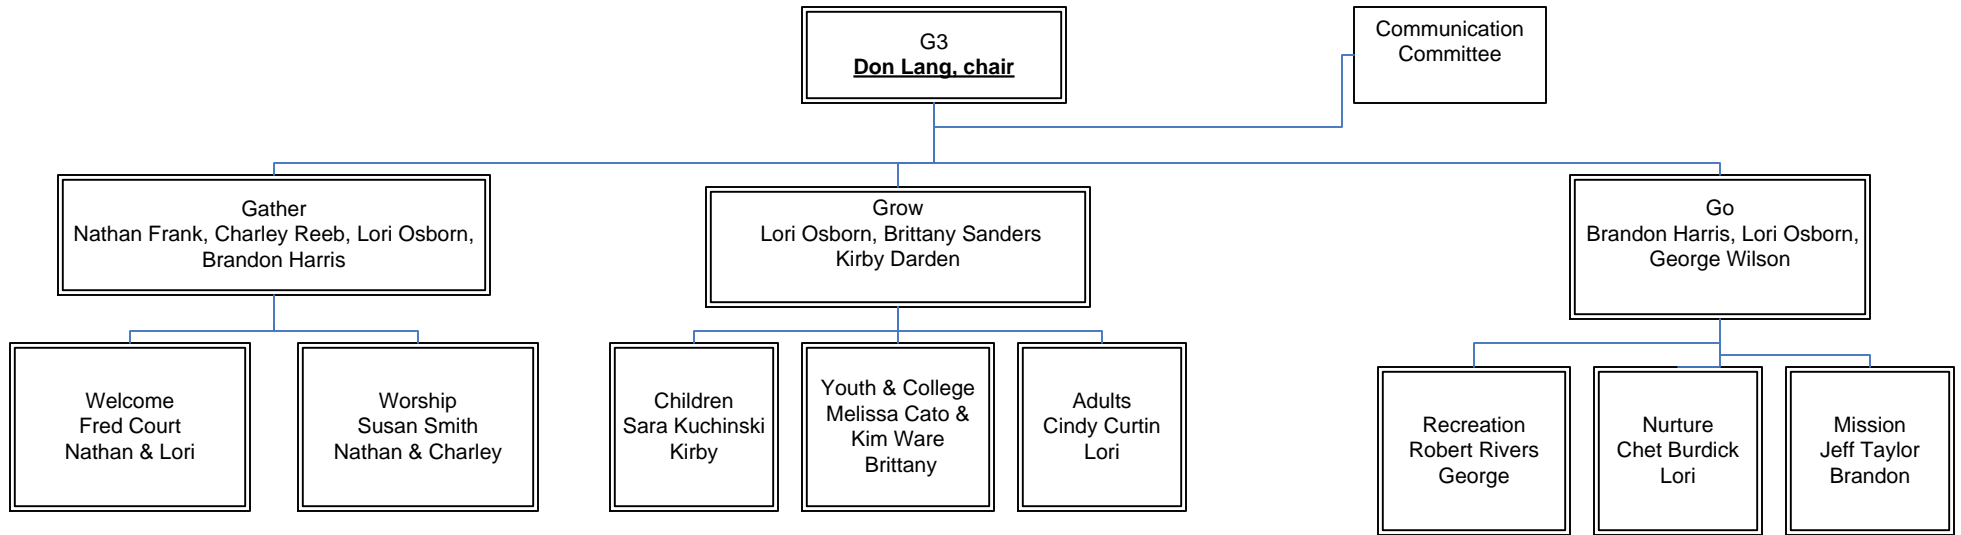 G3
Don Lang, chair
Communication
Committee
Gather
Nathan Frank, Charley Reeb, Lori Osborn,
Brandon Harris
Grow
Lori Osborn, Brittany Sanders
Kirby Darden
Go
Brandon Harris, Lori Osborn,
George Wilson
Welcome
Fred Court
Nathan & Lori
Worship
Susan Smith
Nathan & Charley
Children
Sara Kuchinski
Kirby
Youth & College
Melissa Cato &
Kim Ware
Brittany
Adults
Cindy Curtin
Lori
Recreation
Robert Rivers
George
Nurture
Chet Burdick
Lori
Mission
Jeff Taylor
Brandon